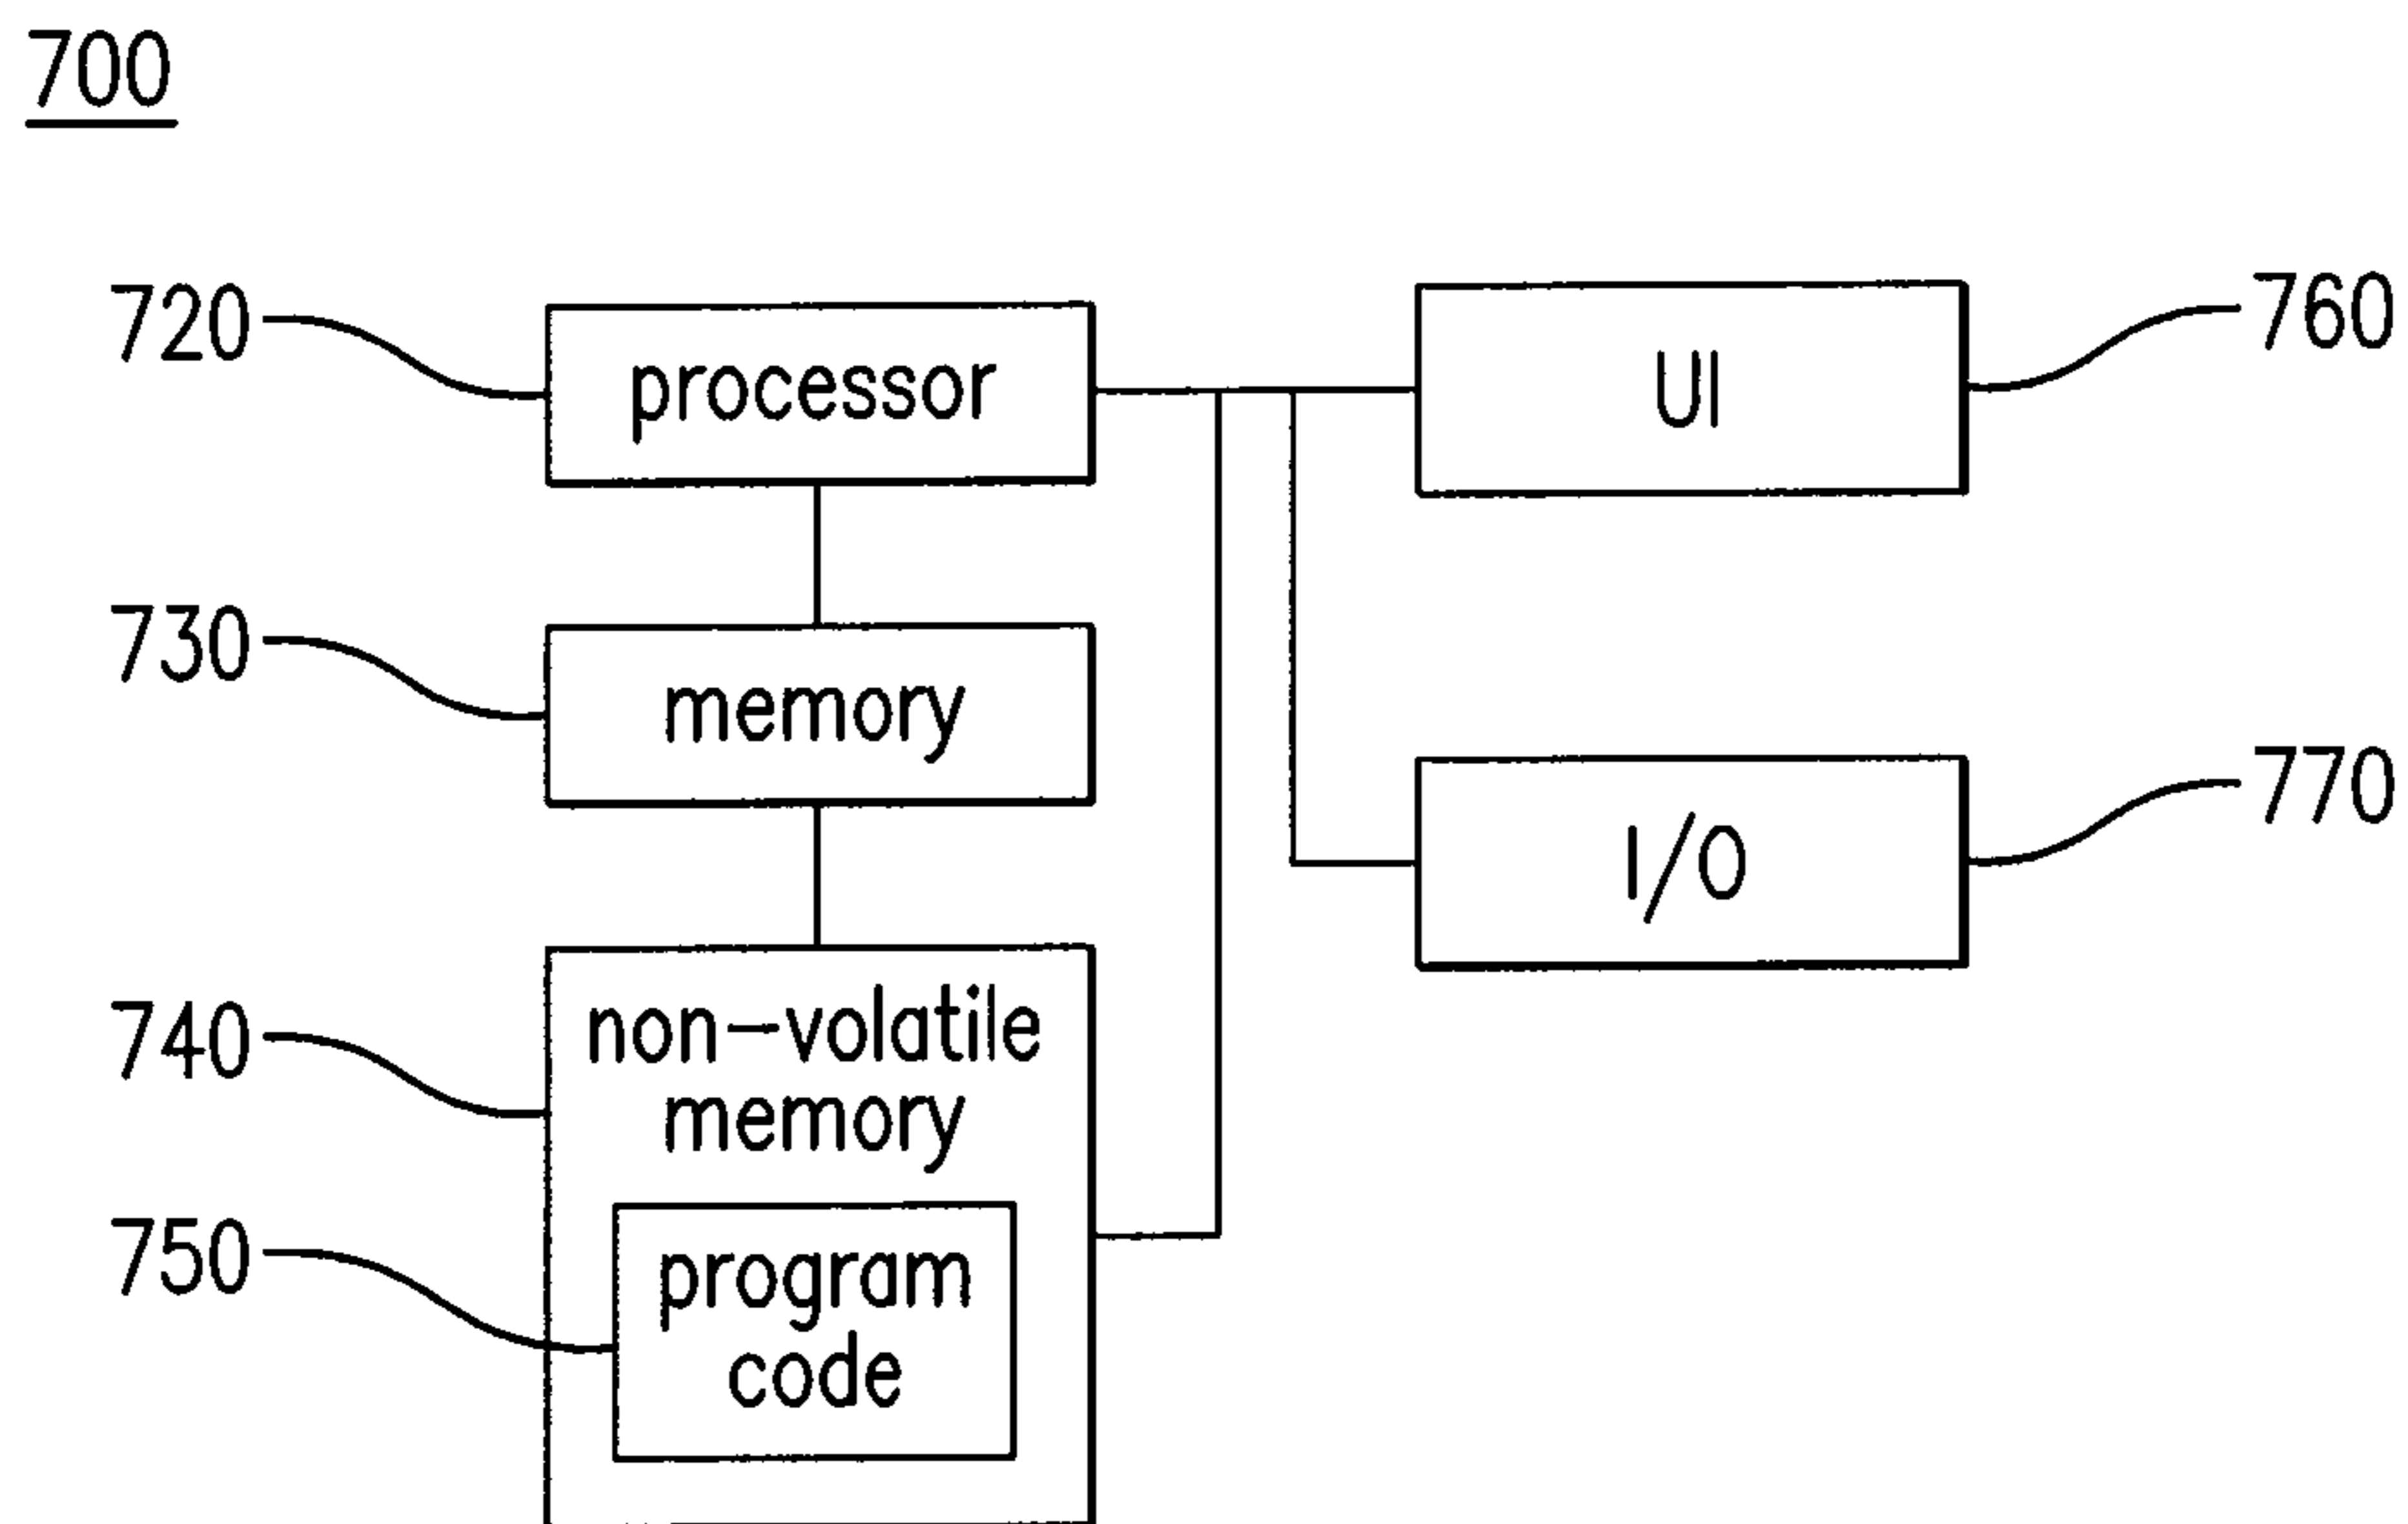 700
720
processor
UI
760
730
memory
770
I/O
740
non-volatile
memory
750
program
code